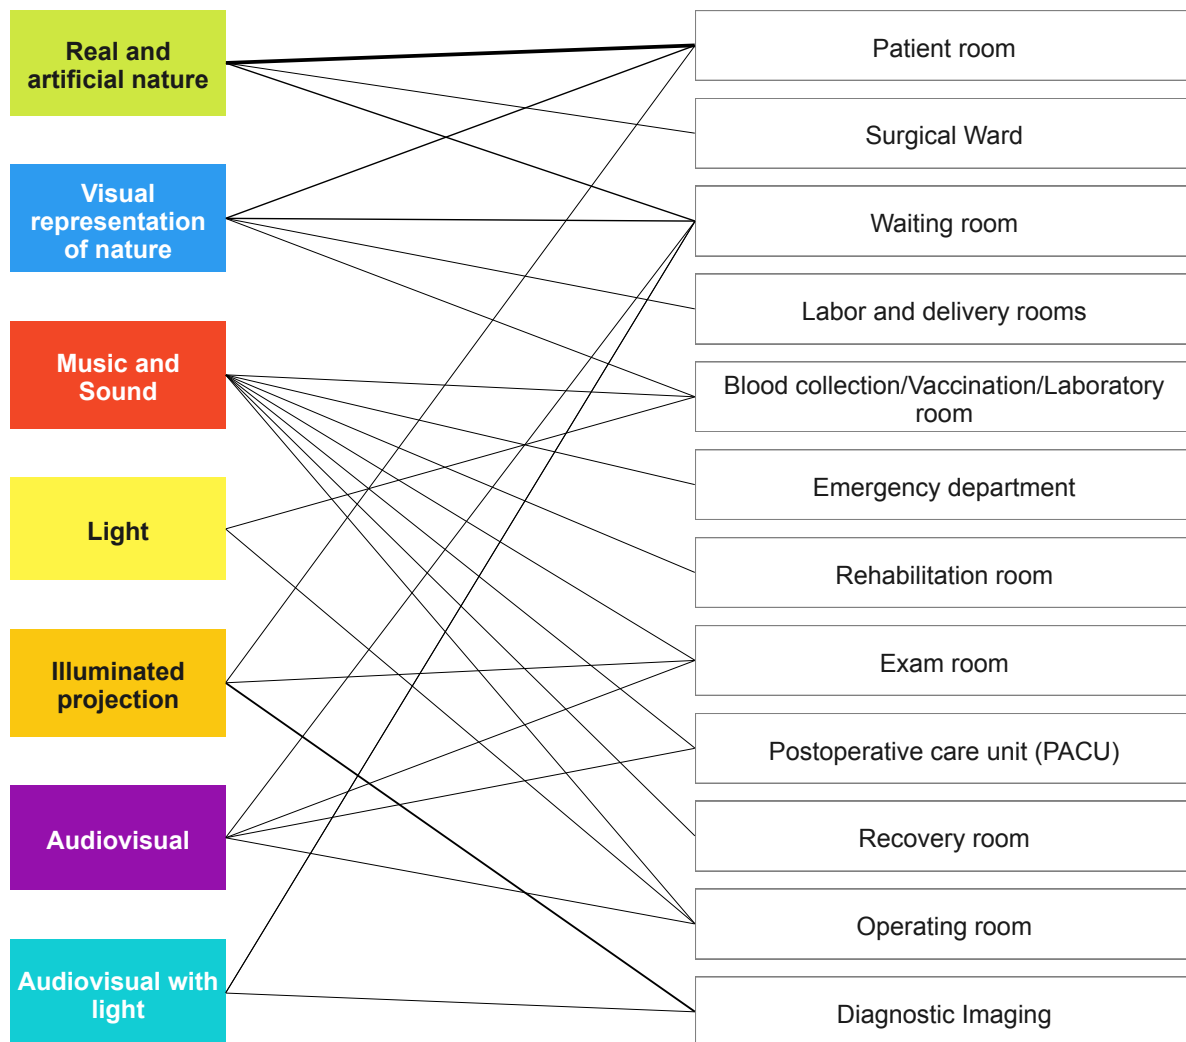 Real and
artificial nature
Visual
representation
of nature
Music and
Sound
Light
Illuminated
projection
Audiovisual
Audiovisual with
light
Patient room
Surgical Ward
Waiting room
Labor and delivery rooms
Blood collection/Vaccination/Laboratory
room
Emergency department
Rehabilitation room
Exam room
Postoperative care unit (PACU)
Recovery room
Operating room
Diagnostic Imaging